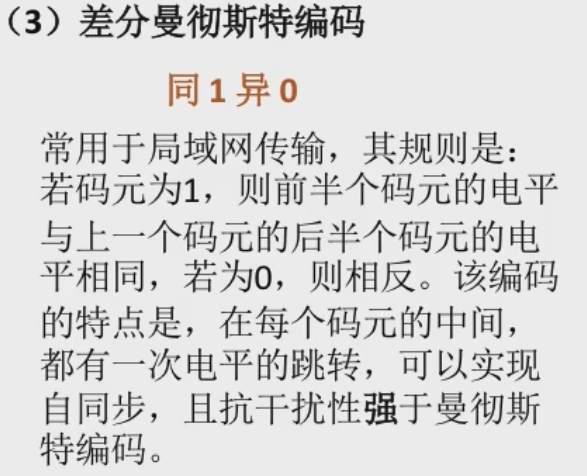 （3）差分曼彻斯特编码
同 1 异 0
常用于局域网传输，其规则是：
若码元为1，则前半个码元的电平
与上一个码元的后半个码元的电
平相同，若为0，则相反。该编码
的特点是，在每个码元的中间，
都有一次电平的跳转，可以实现
自同步，且抗干扰性强于曼彻斯
特编码。